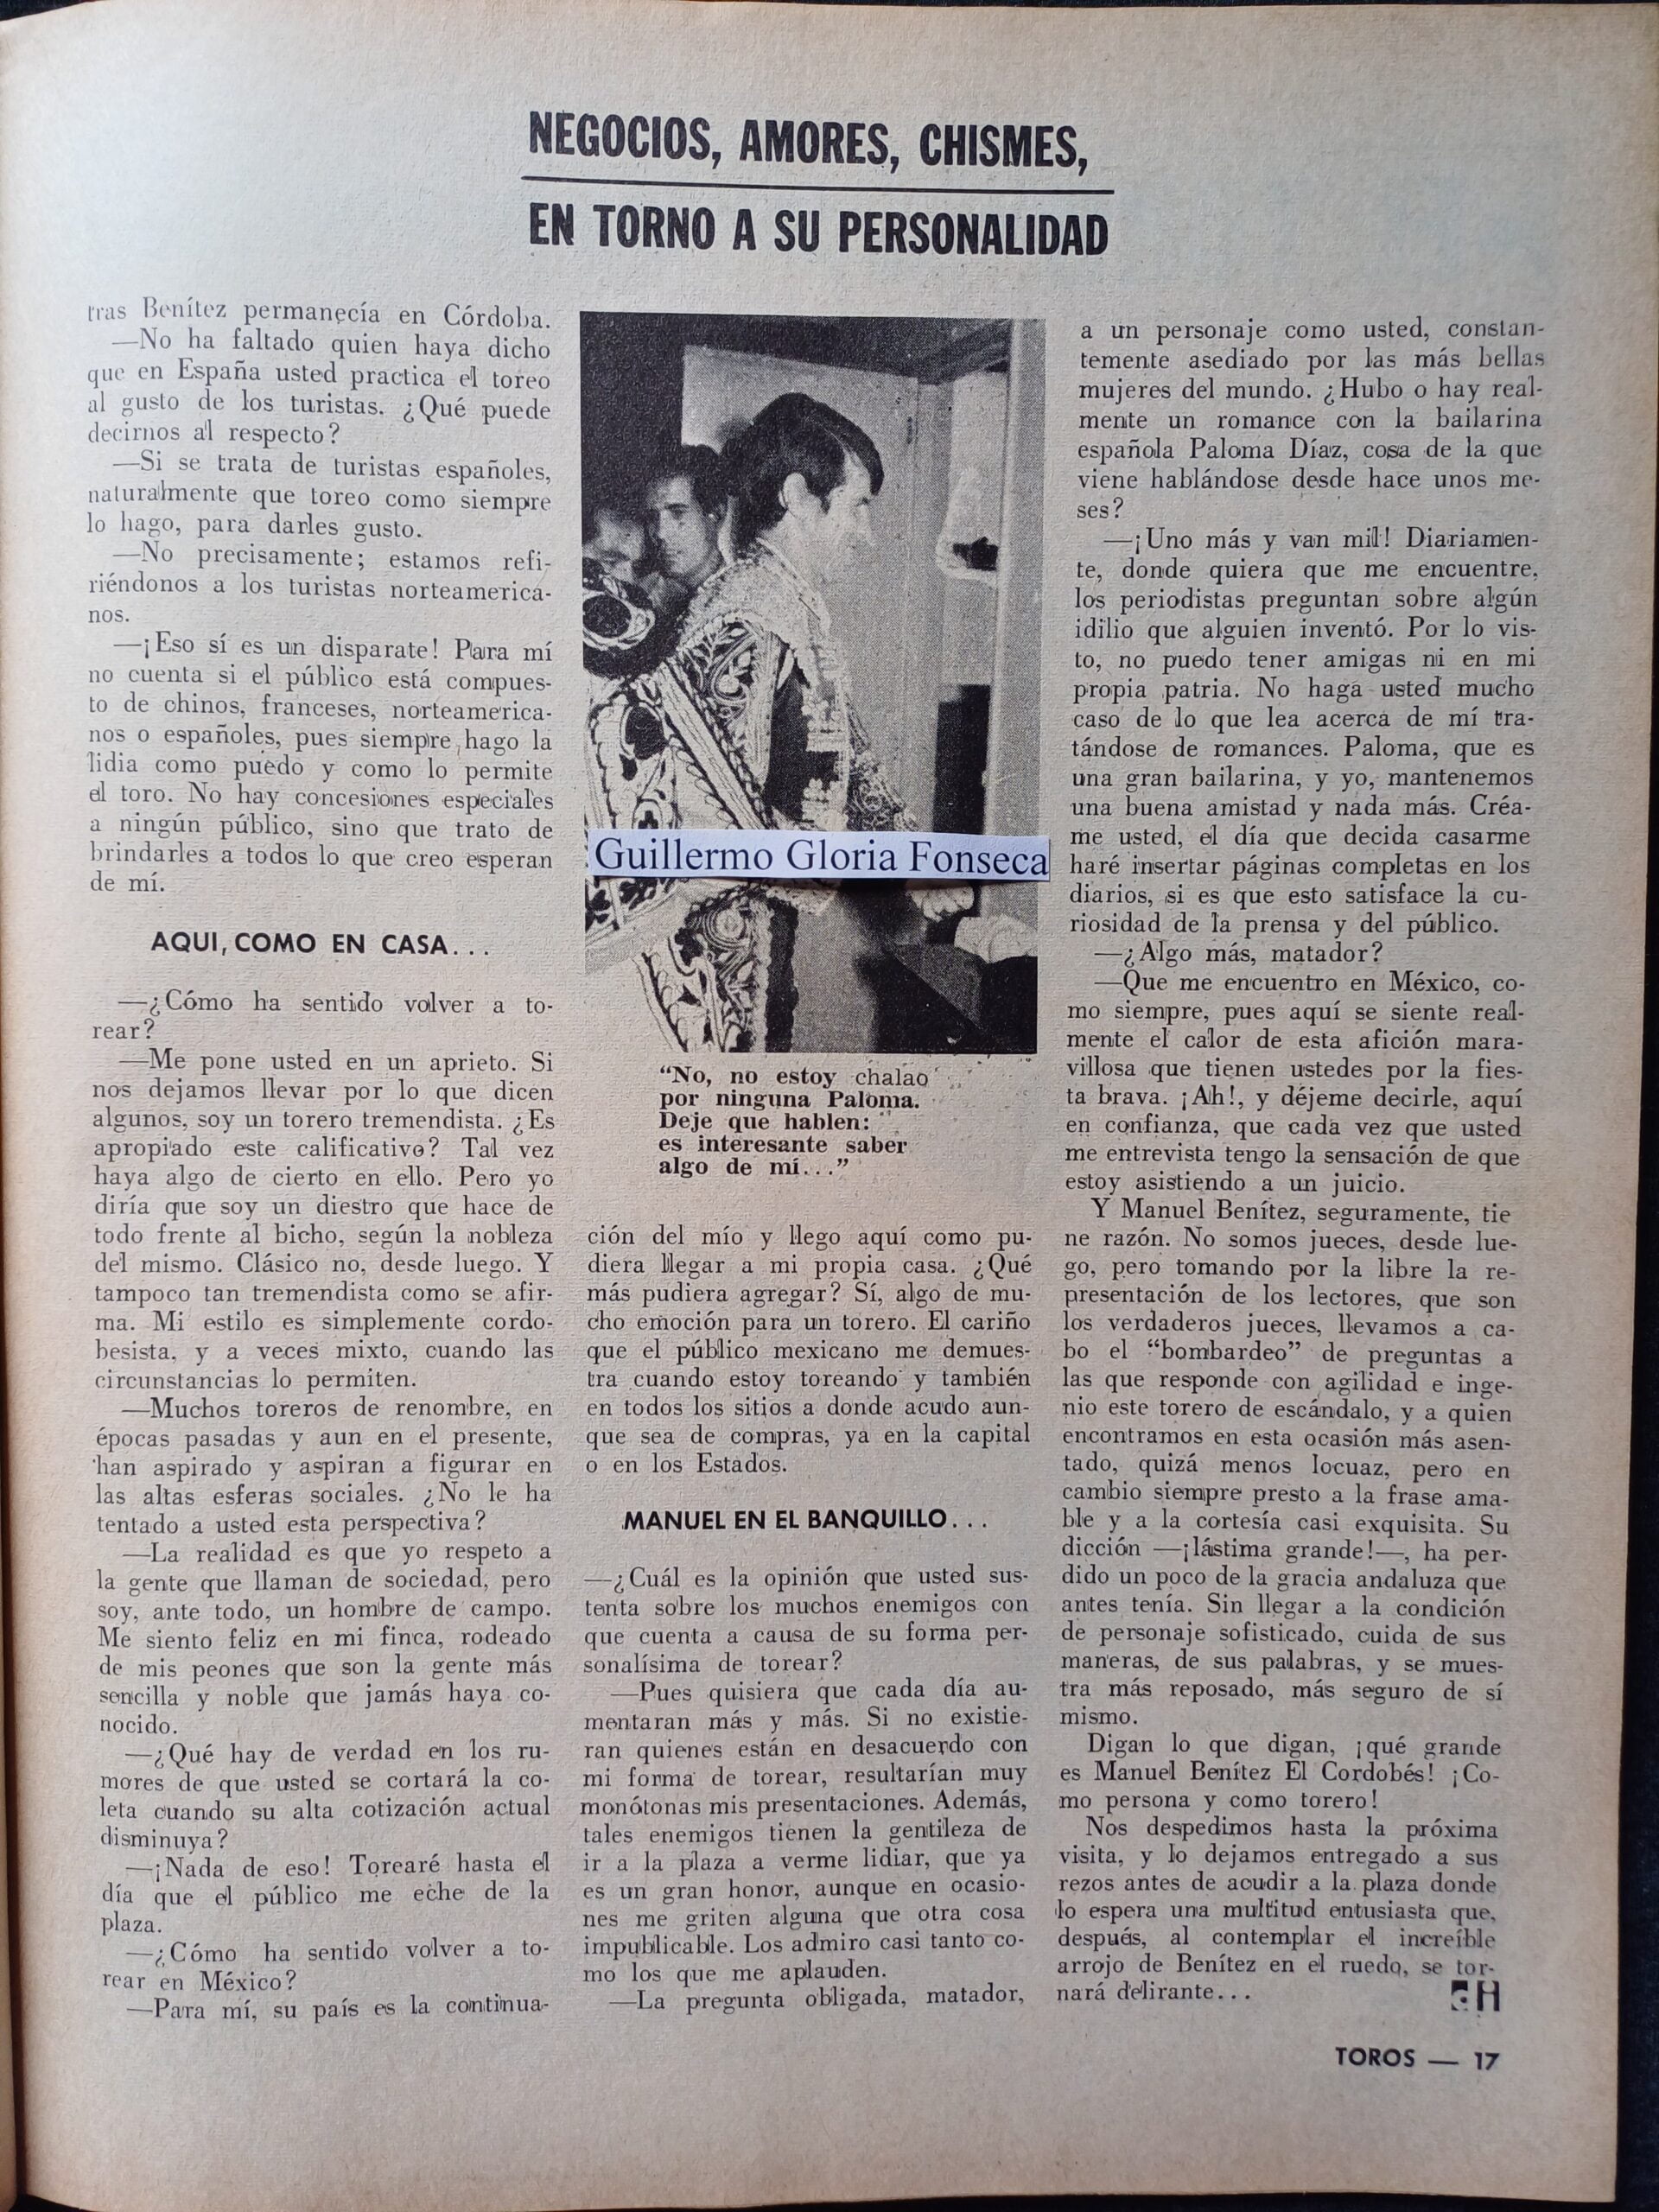 NEGOCIOS, AMORES, CHISMES,
EN TORNO A SU PERSONALIDAD
tras Benítez permanecía en Córdoba.
—No ha faltado quien haya dicho
que en España usted practica el toreo
al gusto de los turistas. ¿Qué puede
decirnos al respecto?
—Si se trata de turistas españoles,
naturalmente que toreo como siempre
lo hago, para darles gusto.
—No precisamente; estamos refi-
riéndonos a los turistas norteamerica-
nos.
—¡Eso sí es un disparate! Para mí
no cuenta si el público está compues-
to de chinos, franceses, norteamerica-
nos o españoles, pues siempre hago la
lidia como puedo y como lo permite
el toro. No hay concesiones especiales
a ningún público, sino que trato de
brindarles a todos lo que creo esperan
de mí.
AQUI, COMO EN CASA...
—¿Cómo ha sentido volver a to-
rear?
—Me pone usted en un aprieto. Si
nos dejamos llevar por lo que dicen
algunos, soy un torero tremendista. ¿Es
apropiado este calificativo? Tal vez
haya algo de cierto en ello. Pero yo
diría que soy un diestro que hace de
todo frente al bicho, según la nobleza
del mismo. Clásico no, desde luego. Y
tampoco tan tremendista como se afir-
ma. Mi estilo es simplemente cordo-
besista, y a veces mixto, cuando las
circunstancias lo permiten.
—Muchos toreros de renombre, en
épocas pasadas y aun en el presente,
han aspirado y aspiran a figurar en
las altas esferas sociales. ¿No le ha
tentado a usted esta perspectiva?
—La realidad es que yo respeto a
la gente que llaman de sociedad, pero
soy, ante todo, un hombre de campo.
Me siento feliz en mi finca, rodeado
de mis peones que son la gente más
sencilla y noble que jamás haya co-
nocido.
—¿Qué hay de verdad en los ru-
mores de que usted se cortará la co-
leta cuando su alta cotización actual
disminuya?
—¡Nada de eso! Torearé hasta el
día que el público me eche de la
plaza.
—¿Cómo ha sentido volver a to-
rear en México?
—Para mí, su país es la continua-
Guillermo Gloria Fonseca
"No, no estoy chalao
por ninguna Paloma.
Deje que hablen:
es interesante saber
algo de mí..."
ción del mío y llego aquí como pu-
diera llegar a mi propia casa. ¿Qué
más pudiera agregar? Sí, algo de mu-
cho emoción para un torero. El cariño
que el público mexicano me demues-
tra cuando estoy toreando y también
en todos los sitios a donde acudo aun-
que sea de compras, ya en la capital
o en los Estados.
MANUEL EN EL BANQUILLO...
—¿Cuál es la opinión que usted sus-
tenta sobre los muchos enemigos con
que cuenta a causa de su forma per-
sonalísima de torear?
—Pues quisiera que cada día au-
mentaran más y más. Si no existie-
ran quienes están en desacuerdo con
mi forma de torear, resultarían muy
monótonas mis presentaciones. Además,
tales enemigos tienen la gentileza de
ir a la plaza a verme lidiar, que ya
es un gran honor, aunque en ocasio-
nes me griten alguna que otra cosa
impublicable. Los admiro casi tanto co-
mo los que me aplauden.
—La pregunta obligada, matador,
a un personaje como usted, constan-
temente asediado por las más bellas
mujeres del mundo. ¿Hubo o hay real-
mente un romance con la bailarina
española Paloma Díaz, cosa de la que
viene hablándose desde hace unos me-
ses?
—¡Uno más y van mil! Diariamen-
te, donde quiera que me encuentre,
los periodistas preguntan sobre algún
idilio que alguien inventó. Por lo vis-
to, no puedo tener amigas ni en mi
propia patria. No haga usted mucho
caso de lo que lea acerca de mí tra-
tándose de romances. Paloma, que es
una gran bailarina, y yo, mantenemos
una buena amistad y nada más. Créa-
me usted, el día que decida casarme
haré insertar páginas completas en los
diarios, si es que esto satisface la cu-
riosidad de la prensa y del público.
—¿Algo más, matador?
—Que me encuentro en México, co-
mo siempre, pues aquí se siente real-
mente el calor de esta afición mara-
villosa que tienen ustedes por la fies-
ta brava. ¡Ah!, y déjeme decirle, aquí
en confianza, que cada vez que usted
me entrevista tengo la sensación de que
estoy asistiendo a un juicio.
Y Manuel Benítez, seguramente, tie
ne razón. No somos jueces, desde lue-
go, pero tomando por la libre la re-
presentación de los lectores, que son
los verdaderos jueces, llevamos a ca-
bo el "bombardeo" de preguntas a
las que responde con agilidad e inge-
nio este torero de escándalo, y a quien
encontramos en esta ocasión más asen-
tado, quizá menos locuaz, pero en
cambio siempre presto a la frase ama-
ble y a la cortesía casi exquisita. Su
dicción —¡lástima grande!—, ha per-
dido un poco de la gracia andaluza que
antes tenía. Sin llegar a la condición
de personaje sofisticado, cuida de sus
maneras, de sus palabras, y se mues-
tra más reposado, más seguro de sí
mismo.
Digan lo que digan, ¡qué grande
es Manuel Benítez El Cordobés! ¡Co-
mo persona y como torero!
Nos despedimos hasta la próxima
visita, y lo dejamos entregado a sus
rezos antes de acudir a la plaza donde
lo espera una multitud entusiasta que,
después, al contemplar el increíble
arrojo de Benítez en el ruedo, se tor-
nará delirante...
TOROS — 17